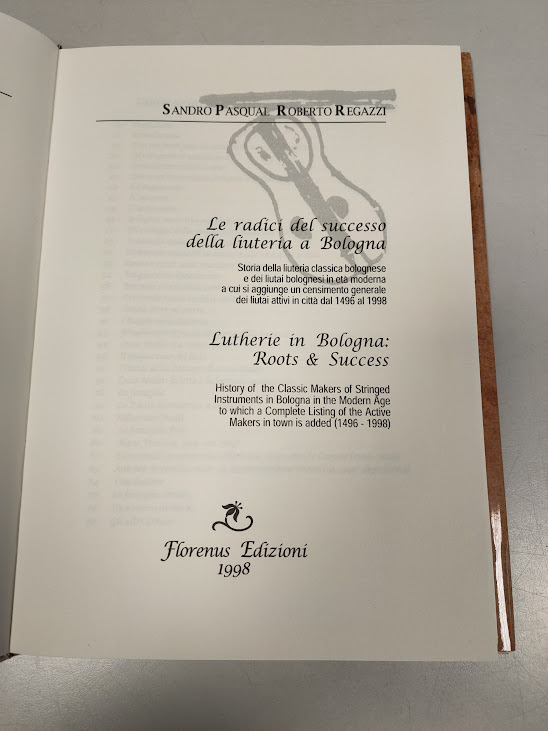 SANDRO PASQUAL ROBERTO REGAZZI
Le radici del successo
della liuteria a Bologna
Storia della liuteria classica bolognese
e dei liutai bolognesi in età moderna
a cui si aggiunge un censimento generale
dei liutai attivi in città dal 1496 al 1998
Lutherie in Bologna:
Roots & Success
History of the Classic Makers of Stringed
Instruments in Bologna in the Modern Age
to which a Complete Listing of the Active
Makers in town is added (1496 - 1998)
Florenus Edizioni
1998